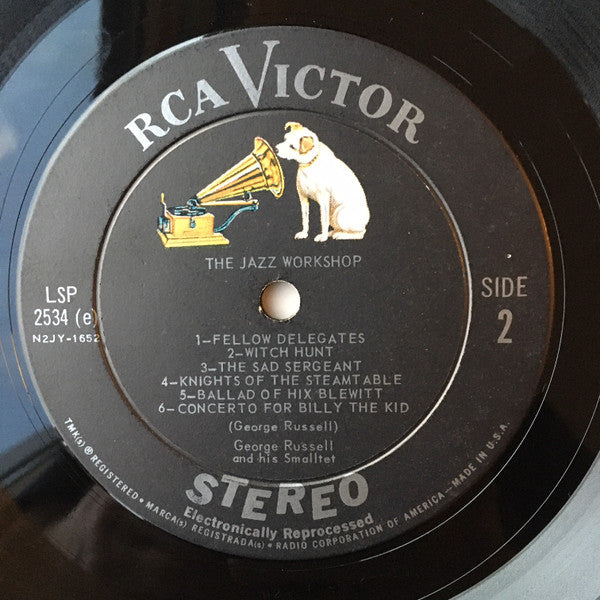 RCA VICTOR
THE JAZZ WORKSHOP
LSP
2534 (e)
N2JY-1652
SIDE
2
1–FELLOW DELEGATES
2–WITCH HUNT
3–THE SAD SERGEANT
4–KNIGHTS OF THE STEAMTABLE
5–BALLAD OF HIX BLEWITT
6–CONCERTO FOR BILLY THE KID
(George Russell)
George Russell
and his Smalltet
STEREO
Electronically Reprocessed
TMK(s) ® REGISTERED • MARCA(s) REGISTRADA(s) • RADIO CORPORATION OF AMERICA—MADE IN U.S.A.